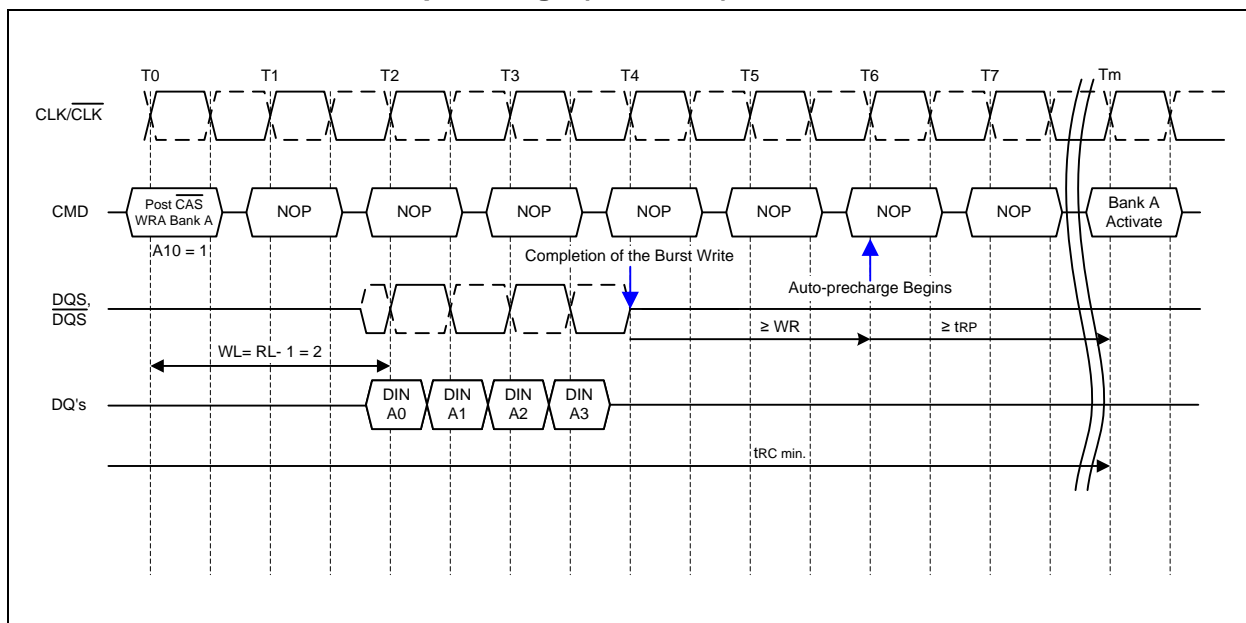 T0 T1 T2 T3 T4 T5 T6 T7 Tm
CLK/CLK
CMD
Post CAS
WRA Bank A
NOP NOP NOP NOP NOP NOP NOP
Bank A
Activate
A10 = 1
Completion of the Burst Write
Auto-precharge Begins
DQS,
DQS
≥ WR
≥ tRP
WL= RL- 1 = 2
DQ's
DIN
A0
DIN
A1
DIN
A2
DIN
A3
tRC min.